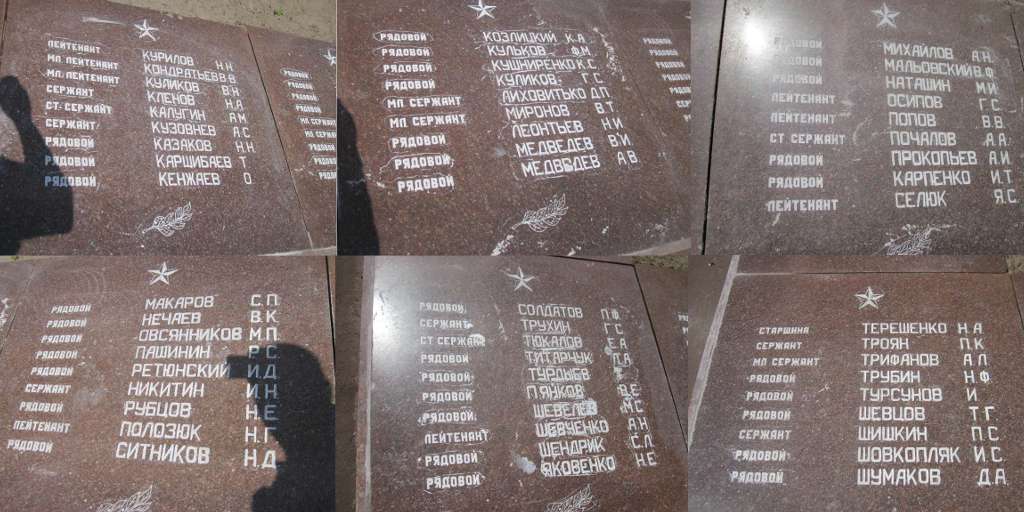 ЛЕЙТЕНАНТ КУРИЛОВ Н.Н
МЛ. ЛЕЙТЕНАНТ КОНДРАТЬЕВ В.В
МЛ. ЛЕЙТЕНАНТ КУЛИКОВ В.Н
СЕРЖАНТ КЛЕНОВ Н.А
СТ. СЕРЖАНТ КАЛУГИН А.М
СЕРЖАНТ КУЗОВНЕВ А.С
РЯДОВОЙ КАЗАКОВ Н.Н
РЯДОВОЙ КАРШИБАЕВ Т
РЯДОВОЙ КЕНЖАЕВ О.
РЯДОВОЙ КОЗЛИЦКИЙ К.А
РЯДОВОЙ КУЛЬКОВ Ф.М.
РЯДОВОЙ КУШНИРЕНКО К.С
РЯДОВОЙ КУЛИКОВ Г.С
МЛ СЕРЖАНТ ЛИХОВИТЬКО Д.П
МЛ СЕРЖАНТ МИРОНОВ В.Т
РЯДОВОЙ ЛЕОНТЬЕВ Н.И
РЯДОВОЙ МЕДВЕДЕВ В.И
РЯДОВОЙ МЕДВЕДЕВ А.В
РЯДОВОЙ МИХАЙЛОВ А.Н.
РЯДОВОЙ МАЛЬОВСКИЙ В.Ф
РЯДОВОЙ НАТАШИН М.И
ЛЕЙТЕНАНТ ОСИПОВ Г.С
ЛЕЙТЕНАНТ ПОПОВ В.В
СТ СЕРЖАНТ ПОЧАЛОВ А.А
РЯДОВОЙ ПРОКОПЬЕВ А.И
РЯДОВОЙ КАРПЕНКО И.Т
ЛЕЙТЕНАНТ СЕЛЮК Я.С
РЯДОВОЙ МАКАРОВ С.П
РЯДОВОЙ НЕЧАЕВ В.К
РЯДОВОЙ ОВСЯННИКОВ М.П
РЯДОВОЙ ПАШИНИН Р.С
РЯДОВОЙ РЕТЮНСКИЙ И.Д
СЕРЖАНТ НИКИТИН И.Н
РЯДОВОЙ РУБЦОВ Н.Е
ЛЕЙТЕНАНТ ПОЛОЗЮК Н.Г
РЯДОВОЙ СИТНИКОВ Н.Д
РЯДОВОЙ СОЛДАТОВ П.Ф
СЕРЖАНТ ТРУХИН Г.С
СТ СЕРЖАНТ ТЮКАЛОВ Е.А
РЯДОВОЙ ТИТАРЧУК Д.А
РЯДОВОЙ ТУРДЫЕВ
РЯДОВОЙ В.Е
РЯДОВОЙ ШЕВЕЛЕВ М.С
ЛЕЙТЕНАНТ ШЕВЧЕНКО А.Н
РЯДОВОЙ ШЕНДРИК С.Л
РЯДОВОЙ ЯКОВЕНКО Н.Е
СТАРШИНА ТЕРЕШЕНКО Н.А
СЕРЖАНТ ТРОЯН П.К
МЛ СЕРЖАНТ ТРИФАНОВ А.Л
РЯДОВОЙ ТРУБИН Н.Ф
РЯДОВОЙ ТУРСУНОВ И
РЯДОВОЙ ШЕВЦОВ Т.Г
СЕРЖАНТ ШИШКИН П.С
РЯДОВОЙ ШОВКОПЛЯК И.С
РЯДОВОЙ ШУМАКОВ Д.А